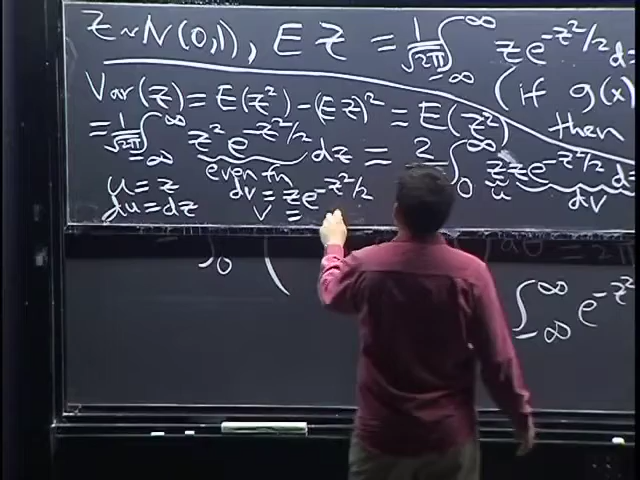 Z ~ N(0,1), EZ = 1/√2π ∫_{-∞}^{∞} z e^{-z²/2} d
(if g(x)
Var(Z) = E(Z²) - (EZ)² = E(Z²)
then
= 1/√2π ∫_{-∞}^{∞} z² e^{-z²/2} dz = 2 ∫_0^∞ z z e^{-z²/2} d
even fn
u
dv
u = z
dv = z e^{-z²/2}
du = dz
v =
∫_0
∫_{-∞}^{∞} e^{-z²